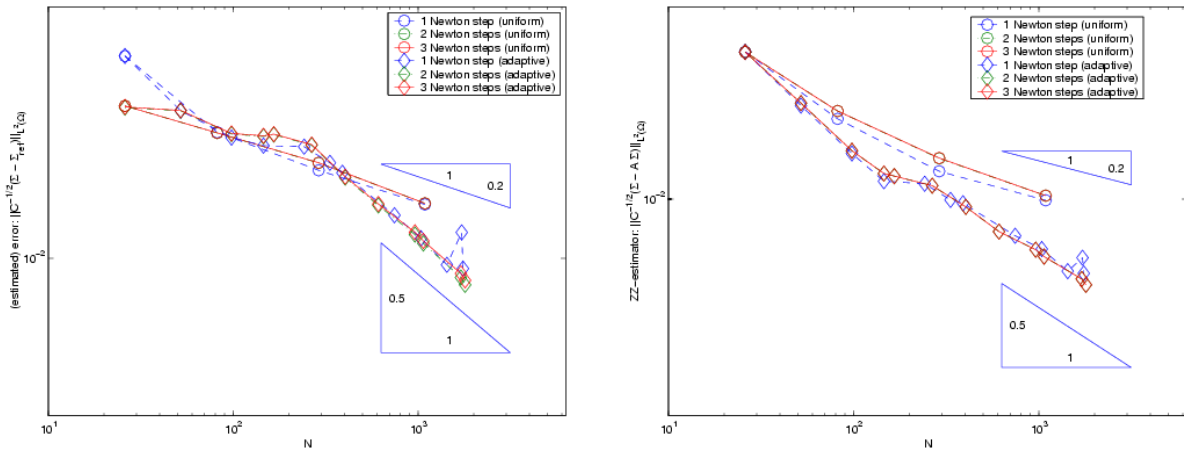 1 Newton step (uniform)
2 Newton steps (uniform)
3 Newton steps (uniform)
1 Newton step (adaptive)
2 Newton steps (adaptive)
3 Newton steps (adaptive)
(estimated) error: ||C^{-1/2}(Σ − Σ_{ref})||_{L^2(Ω)}
1
0.2
10^{-2}
0.5
1
10^1
10^2
10^3
N
1 Newton step (uniform)
2 Newton steps (uniform)
3 Newton steps (uniform)
1 Newton step (adaptive)
2 Newton steps (adaptive)
3 Newton steps (adaptive)
ZZ−estimator: ||C^{-1/2}(Σ − A Σ)||_{L^2(Ω)}
1
0.2
10^{-2}
0.5
1
10^1
10^2
10^3
N